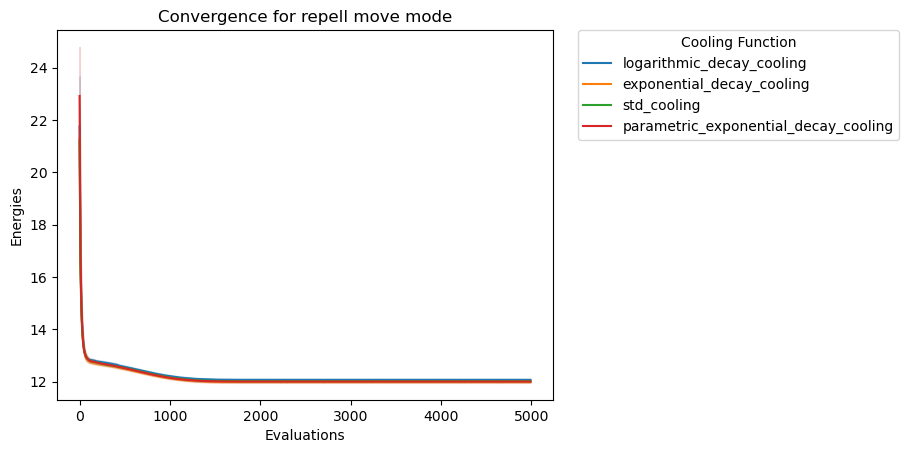 Convergence for repell move mode
Energies
24
22
20
18
16
14
12
0 1000 2000 3000 4000 5000
Evaluations
Cooling Function
logarithmic_decay_cooling
exponential_decay_cooling
std_cooling
parametric_exponential_decay_cooling